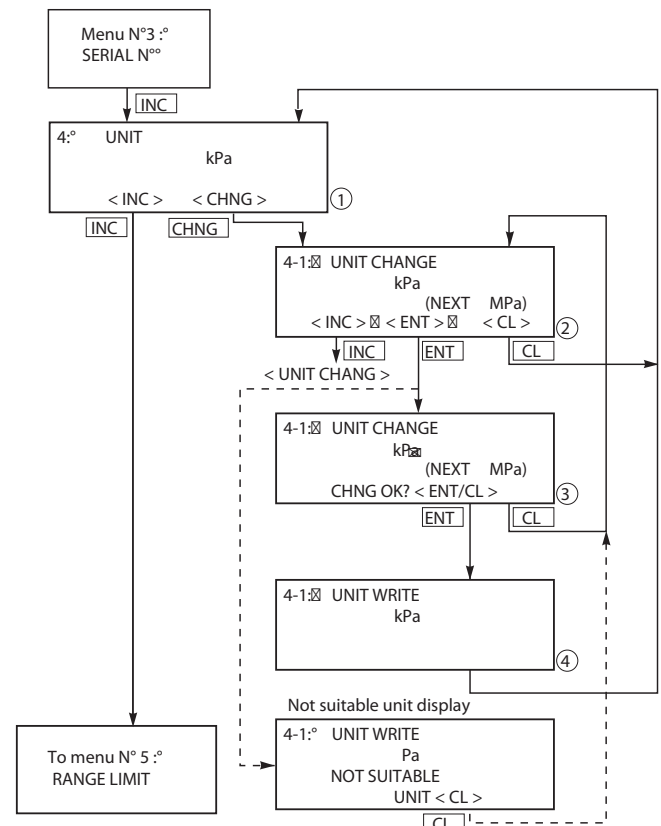 Menu N°3 :°
SERIAL N°°
INC
4:° UNIT
kPa
< INC > < CHNG >
1
INC CHNG
4-1: UNIT CHANGE
kPa
(NEXT MPa)
< INC > < ENT > < CL >
2
INC ENT CL
< UNIT CHANG >
4-1: UNIT CHANGE
kPa
(NEXT MPa)
CHNG OK? < ENT/CL >
3
ENT CL
4-1: UNIT WRITE
kPa
4
Not suitable unit display
4-1:° UNIT WRITE
Pa
NOT SUITABLE
UNIT < CL >
CL
To menu N° 5 :°
RANGE LIMIT